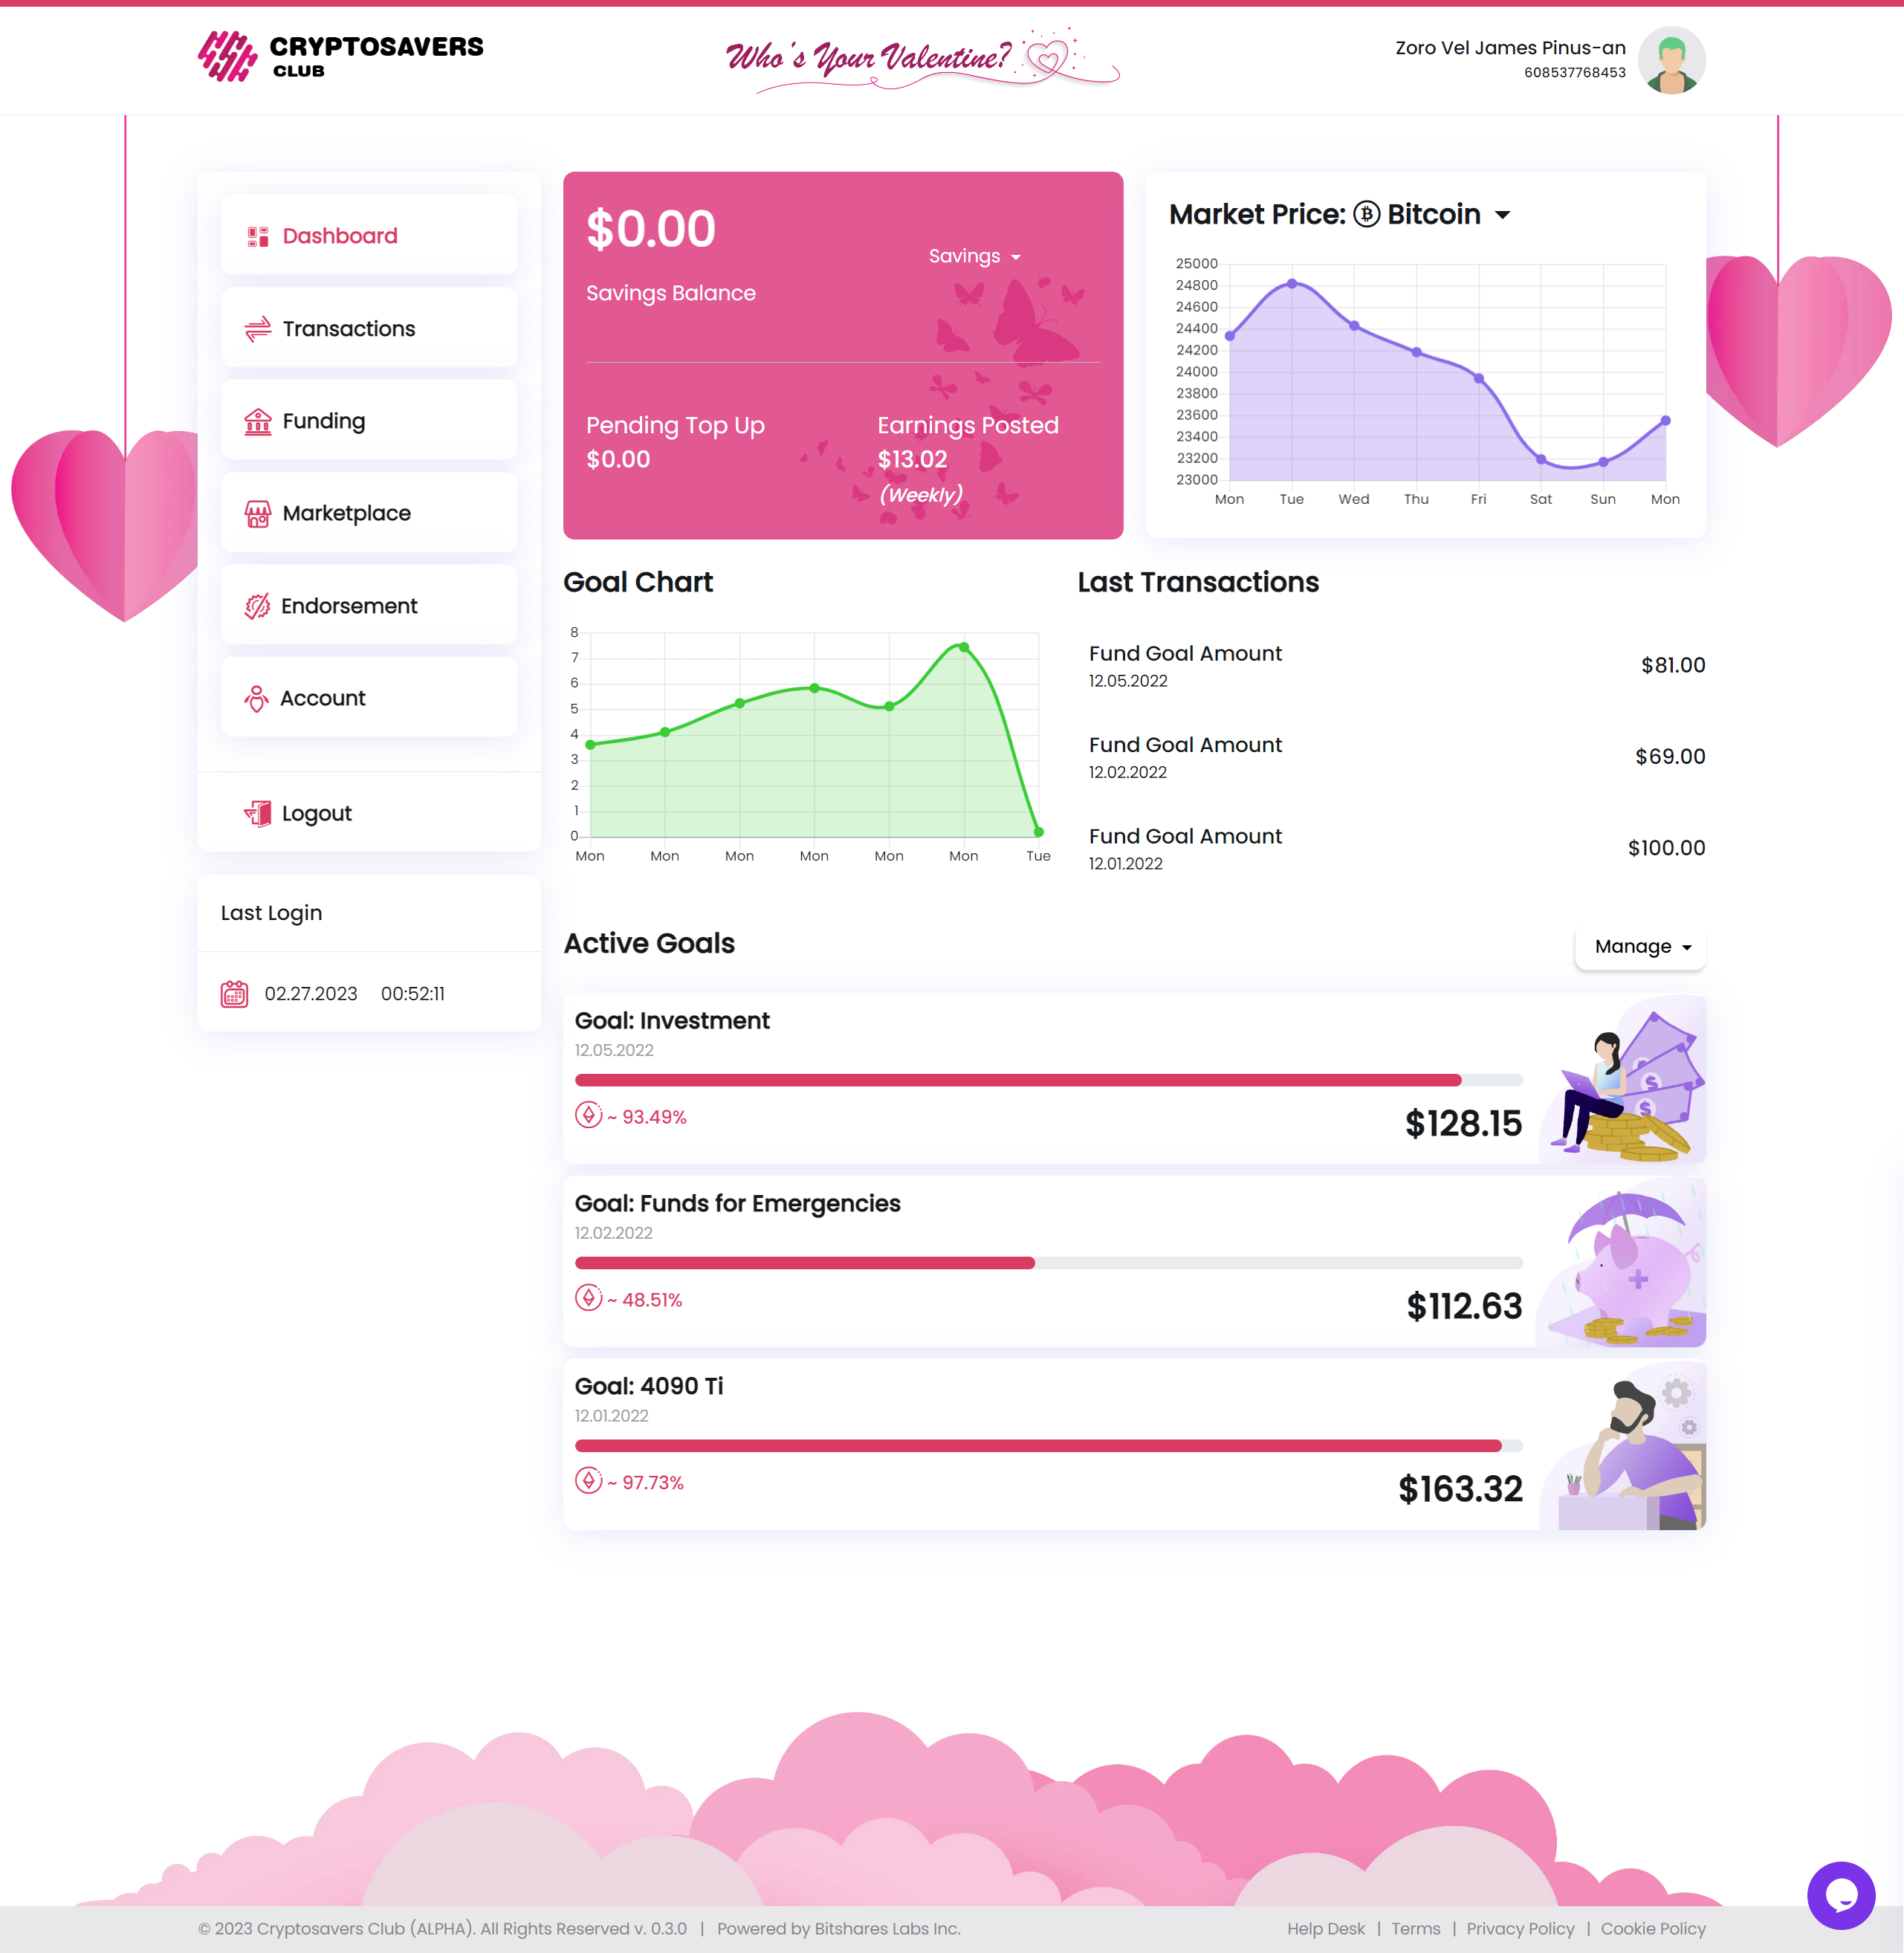 CRYPTOSAVERS
CLUB
Who's Your Valentine?
Zoro Vel James Pinus-an
608537768453
Dashboard
Transactions
Funding
Marketplace
Endorsement
Account
Logout
Last Login
02.27.2023 00:52:11
$0.00
Savings
Savings Balance
Pending Top Up
$0.00
Earnings Posted
$13.02
(Weekly)
Market Price: Bitcoin
25000
24800
24600
24400
24200
24000
23800
23600
23400
23200
23000
Mon Tue Wed Thu Fri Sat Sun Mon
Goal Chart
8
7
6
5
4
3
2
1
0
Mon Mon Mon Mon Mon Mon Tue
Last Transactions
Fund Goal Amount
12.05.2022
$81.00
Fund Goal Amount
12.02.2022
$69.00
Fund Goal Amount
12.01.2022
$100.00
Active Goals
Manage
Goal: Investment
12.05.2022
~ 93.49%
$128.15
Goal: Funds for Emergencies
12.02.2022
~ 48.51%
$112.63
Goal: 4090 Ti
12.01.2022
~ 97.73%
$163.32
© 2023 Cryptosavers Club (ALPHA). All Rights Reserved v. 0.3.0 | Powered by Bitshares Labs Inc.
Help Desk | Terms | Privacy Policy | Cookie Policy